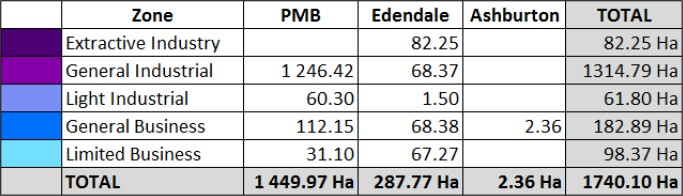 Zone PMB Edendale Ashburton TOTAL
Extractive Industry 82.25 82.25 Ha
General Industrial 1 246.42 68.37 1314.79 Ha
Light Industrial 60.30 1.50 61.80 Ha
General Business 112.15 68.38 2.36 182.89 Ha
Limited Business 31.10 67.27 98.37 Ha
TOTAL 1 449.97 Ha 287.77 Ha 2.36 Ha 1740.10 Ha